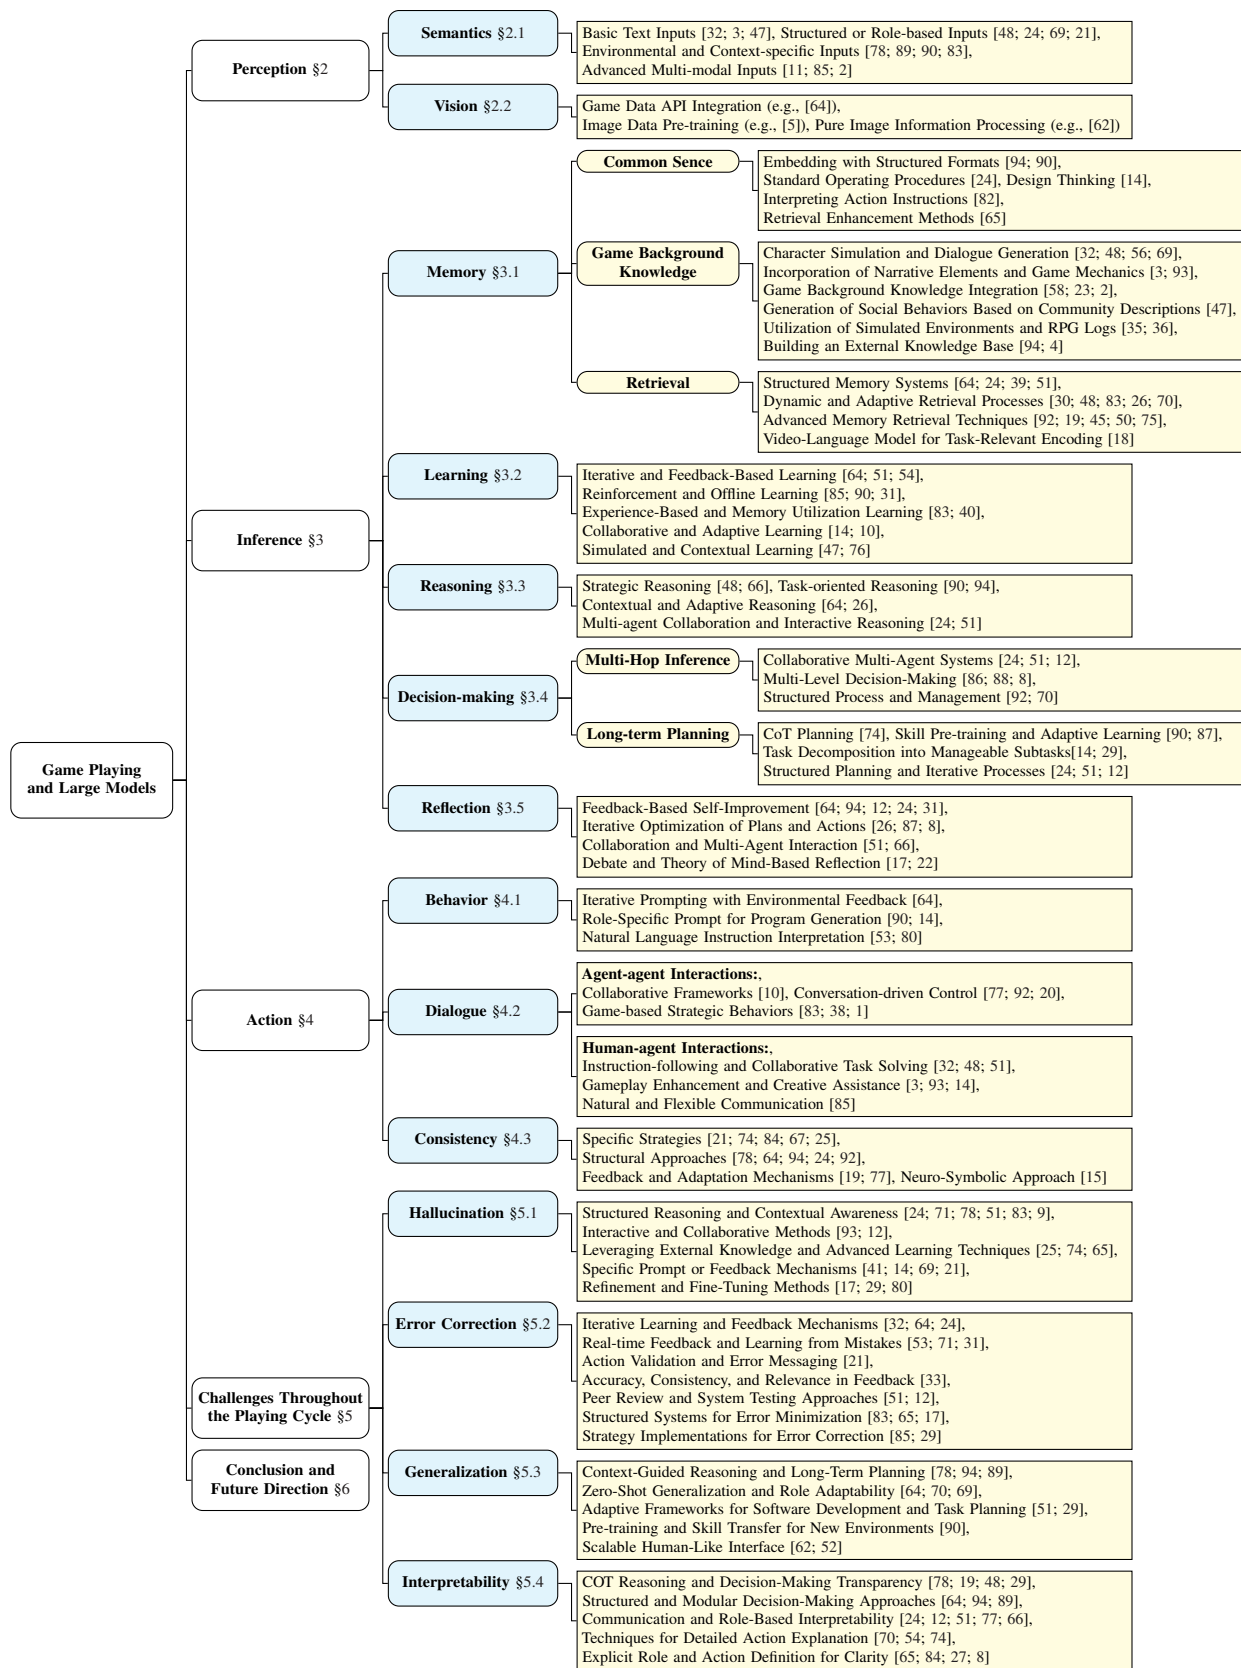 Game Playing
and Large Models
Perception §2
Semantics §2.1
Basic Text Inputs [32; 3; 47], Structured or Role-based Inputs [48; 24; 69; 21],
Environmental and Context-specific Inputs [78; 89; 90; 83],
Advanced Multi-modal Inputs [11; 85; 2]
Vision §2.2
Game Data API Integration (e.g., [64]),
Image Data Pre-training (e.g., [5]), Pure Image Information Processing (e.g., [62])
Inference §3
Memory §3.1
Common Sence
Embedding with Structured Formats [94; 90],
Standard Operating Procedures [24], Design Thinking [14],
Interpreting Action Instructions [82],
Retrieval Enhancement Methods [65]
Game Background
Knowledge
Character Simulation and Dialogue Generation [32; 48; 56; 69],
Incorporation of Narrative Elements and Game Mechanics [3; 93],
Game Background Knowledge Integration [58; 23; 2],
Generation of Social Behaviors Based on Community Descriptions [47],
Utilization of Simulated Environments and RPG Logs [35; 36],
Building an External Knowledge Base [94; 4]
Retrieval
Structured Memory Systems [64; 24; 39; 51],
Dynamic and Adaptive Retrieval Processes [30; 48; 83; 26; 70],
Advanced Memory Retrieval Techniques [92; 19; 45; 50; 75],
Video-Language Model for Task-Relevant Encoding [18]
Learning §3.2
Iterative and Feedback-Based Learning [64; 51; 54],
Reinforcement and Offline Learning [85; 90; 31],
Experience-Based and Memory Utilization Learning [83; 40],
Collaborative and Adaptive Learning [14; 10],
Simulated and Contextual Learning [47; 76]
Reasoning §3.3
Strategic Reasoning [48; 66], Task-oriented Reasoning [90; 94],
Contextual and Adaptive Reasoning [64; 26],
Multi-agent Collaboration and Interactive Reasoning [24; 51]
Decision-making §3.4
Multi-Hop Inference
Collaborative Multi-Agent Systems [24; 51; 12],
Multi-Level Decision-Making [86; 88; 8],
Structured Process and Management [92; 70]
Long-term Planning
CoT Planning [74], Skill Pre-training and Adaptive Learning [90; 87],
Task Decomposition into Manageable Subtasks[14; 29],
Structured Planning and Iterative Processes [24; 51; 12]
Reflection §3.5
Feedback-Based Self-Improvement [64; 94; 12; 24; 31],
Iterative Optimization of Plans and Actions [26; 87; 8],
Collaboration and Multi-Agent Interaction [51; 66],
Debate and Theory of Mind-Based Reflection [17; 22]
Action §4
Behavior §4.1
Iterative Prompting with Environmental Feedback [64],
Role-Specific Prompt for Program Generation [90; 14],
Natural Language Instruction Interpretation [53; 80]
Dialogue §4.2
Agent-agent Interactions:,
Collaborative Frameworks [10], Conversation-driven Control [77; 92; 20],
Game-based Strategic Behaviors [83; 38; 1]
Human-agent Interactions:,
Instruction-following and Collaborative Task Solving [32; 48; 51],
Gameplay Enhancement and Creative Assistance [3; 93; 14],
Natural and Flexible Communication [85]
Consistency §4.3
Specific Strategies [21; 74; 84; 67; 25],
Structural Approaches [78; 64; 94; 24; 92],
Feedback and Adaptation Mechanisms [19; 77], Neuro-Symbolic Approach [15]
Challenges Throughout
the Playing Cycle §5
Hallucination §5.1
Structured Reasoning and Contextual Awareness [24; 71; 78; 51; 83; 9],
Interactive and Collaborative Methods [93; 12],
Leveraging External Knowledge and Advanced Learning Techniques [25; 74; 65],
Specific Prompt or Feedback Mechanisms [41; 14; 69; 21],
Refinement and Fine-Tuning Methods [17; 29; 80]
Error Correction §5.2
Iterative Learning and Feedback Mechanisms [32; 64; 24],
Real-time Feedback and Learning from Mistakes [53; 71; 31],
Action Validation and Error Messaging [21],
Accuracy, Consistency, and Relevance in Feedback [33],
Peer Review and System Testing Approaches [51; 12],
Structured Systems for Error Minimization [83; 65; 17],
Strategy Implementations for Error Correction [85; 29]
Generalization §5.3
Context-Guided Reasoning and Long-Term Planning [78; 94; 89],
Zero-Shot Generalization and Role Adaptability [64; 70; 69],
Adaptive Frameworks for Software Development and Task Planning [51; 29],
Pre-training and Skill Transfer for New Environments [90],
Scalable Human-Like Interface [62; 52]
Interpretability §5.4
COT Reasoning and Decision-Making Transparency [78; 19; 48; 29],
Structured and Modular Decision-Making Approaches [64; 94; 89],
Communication and Role-Based Interpretability [24; 12; 51; 77; 66],
Techniques for Detailed Action Explanation [70; 54; 74],
Explicit Role and Action Definition for Clarity [65; 84; 27; 8]
Conclusion and
Future Direction §6